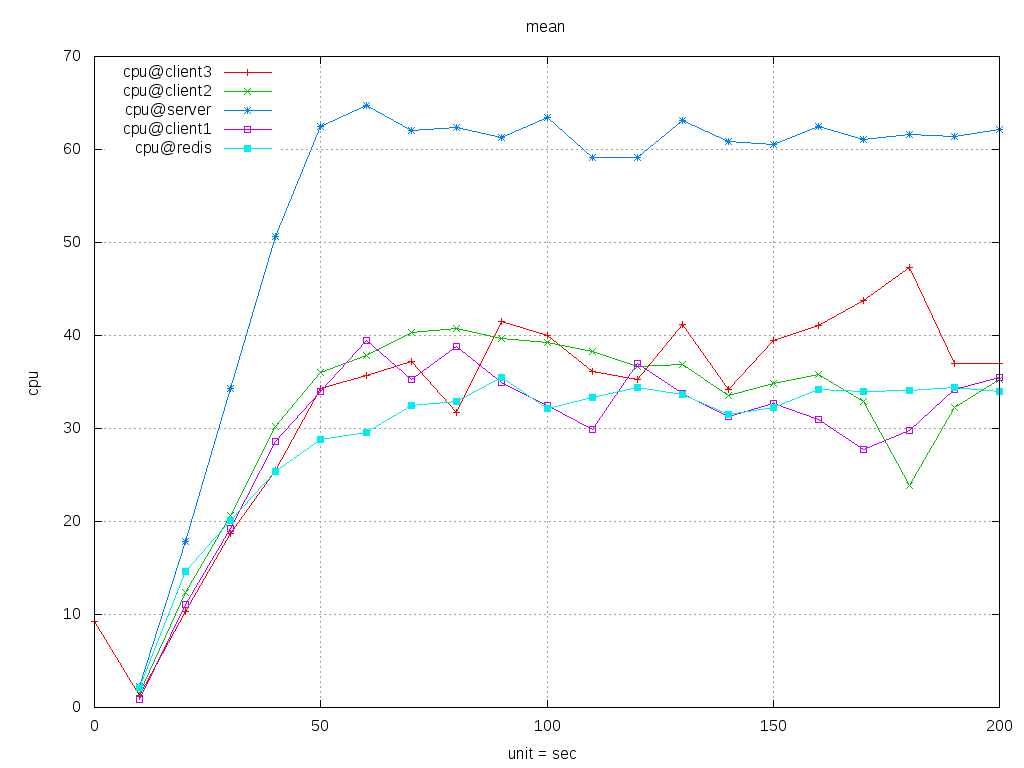 mean
70
60
50
40
30
20
10
0
cpu
cpu@client3
cpu@client2
cpu@server
cpu@client1
cpu@redis
0 50 100 150 200
unit = sec